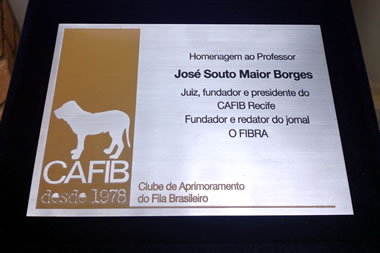 Homenagem ao Professor
José Souto Maior Borges
Juiz, fundador e presidente do
CAFIB Recife
Fundador e redator do jornal
O FIBRA
CAFIB
desde 1978
Clube de Aprimoramento
do Fila Brasileiro